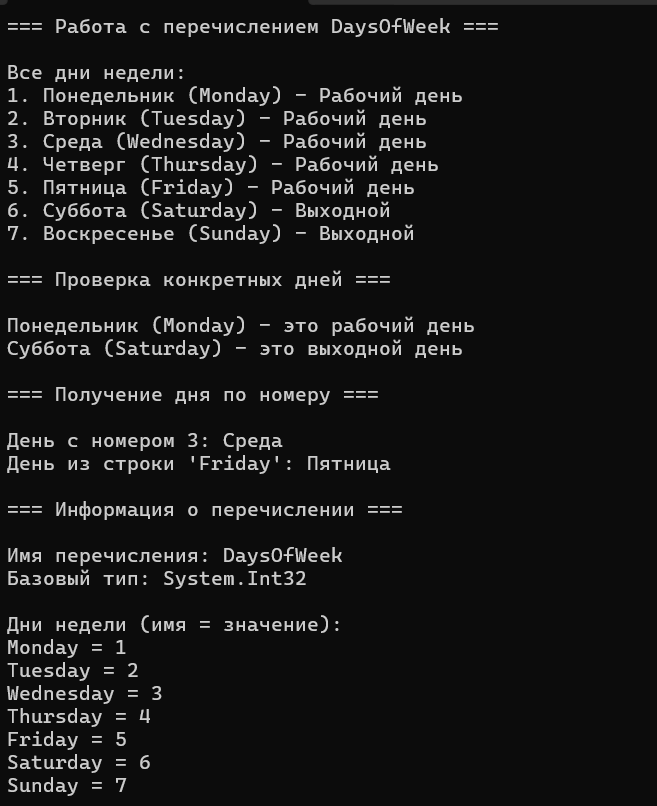 === Работа с перечислением DaysOfWeek ===
Все дни недели:
1. Понедельник (Monday) - Рабочий день
2. Вторник (Tuesday) - Рабочий день
3. Среда (Wednesday) - Рабочий день
4. Четверг (Thursday) - Рабочий день
5. Пятница (Friday) - Рабочий день
6. Суббота (Saturday) - Выходной
7. Воскресенье (Sunday) - Выходной
=== Проверка конкретных дней ===
Понедельник (Monday) - это рабочий день
Суббота (Saturday) - это выходной день
=== Получение дня по номеру ===
День с номером 3: Среда
День из строки 'Friday': Пятница
=== Информация о перечислении ===
Имя перечисления: DaysOfWeek
Базовый тип: System.Int32
Дни недели (имя = значение):
Monday = 1
Tuesday = 2
Wednesday = 3
Thursday = 4
Friday = 5
Saturday = 6
Sunday = 7